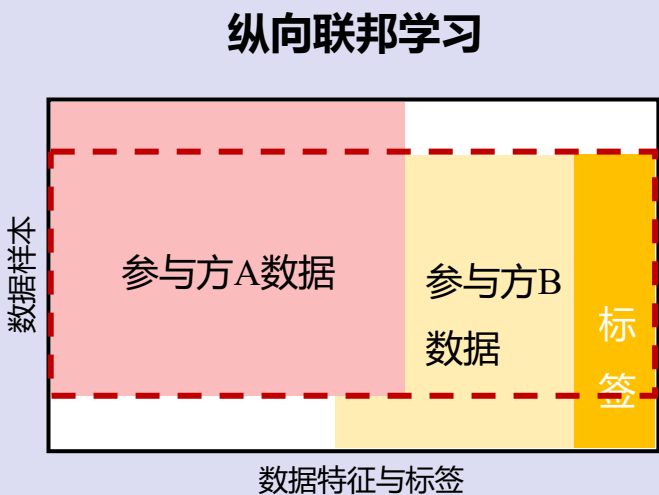 纵向联邦学习
数据样本
参与方A数据
参与方B
数据
标
签
数据特征与标签